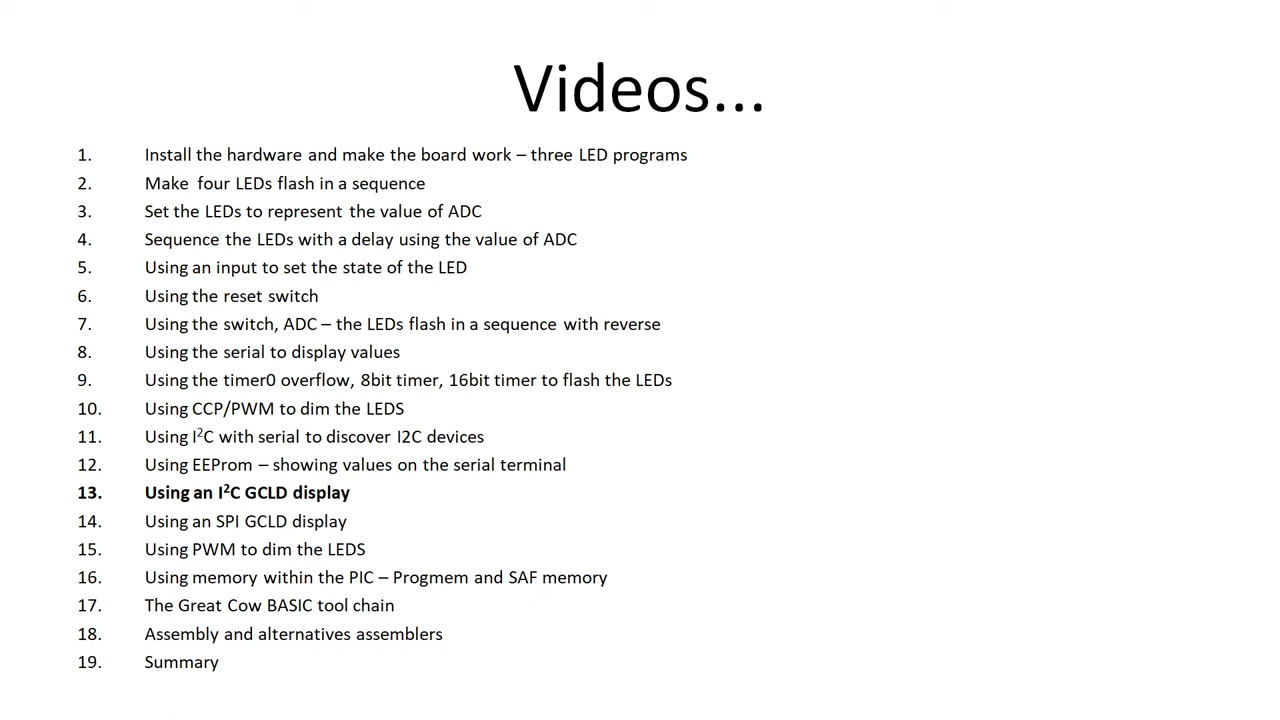 Videos...
1. Install the hardware and make the board work – three LED programs
2. Make four LEDs flash in a sequence
3. Set the LEDs to represent the value of ADC
4. Sequence the LEDs with a delay using the value of ADC
5. Using an input to set the state of the LED
6. Using the reset switch
7. Using the switch, ADC – the LEDs flash in a sequence with reverse
8. Using the serial to display values
9. Using the timer0 overflow, 8bit timer, 16bit timer to flash the LEDs
10. Using CCP/PWM to dim the LEDS
11. Using I²C with serial to discover I2C devices
12. Using EEProm – showing values on the serial terminal
13. Using an I²C GCLD display
14. Using an SPI GCLD display
15. Using PWM to dim the LEDS
16. Using memory within the PIC – Progmem and SAF memory
17. The Great Cow BASIC tool chain
18. Assembly and alternatives assemblers
19. Summary